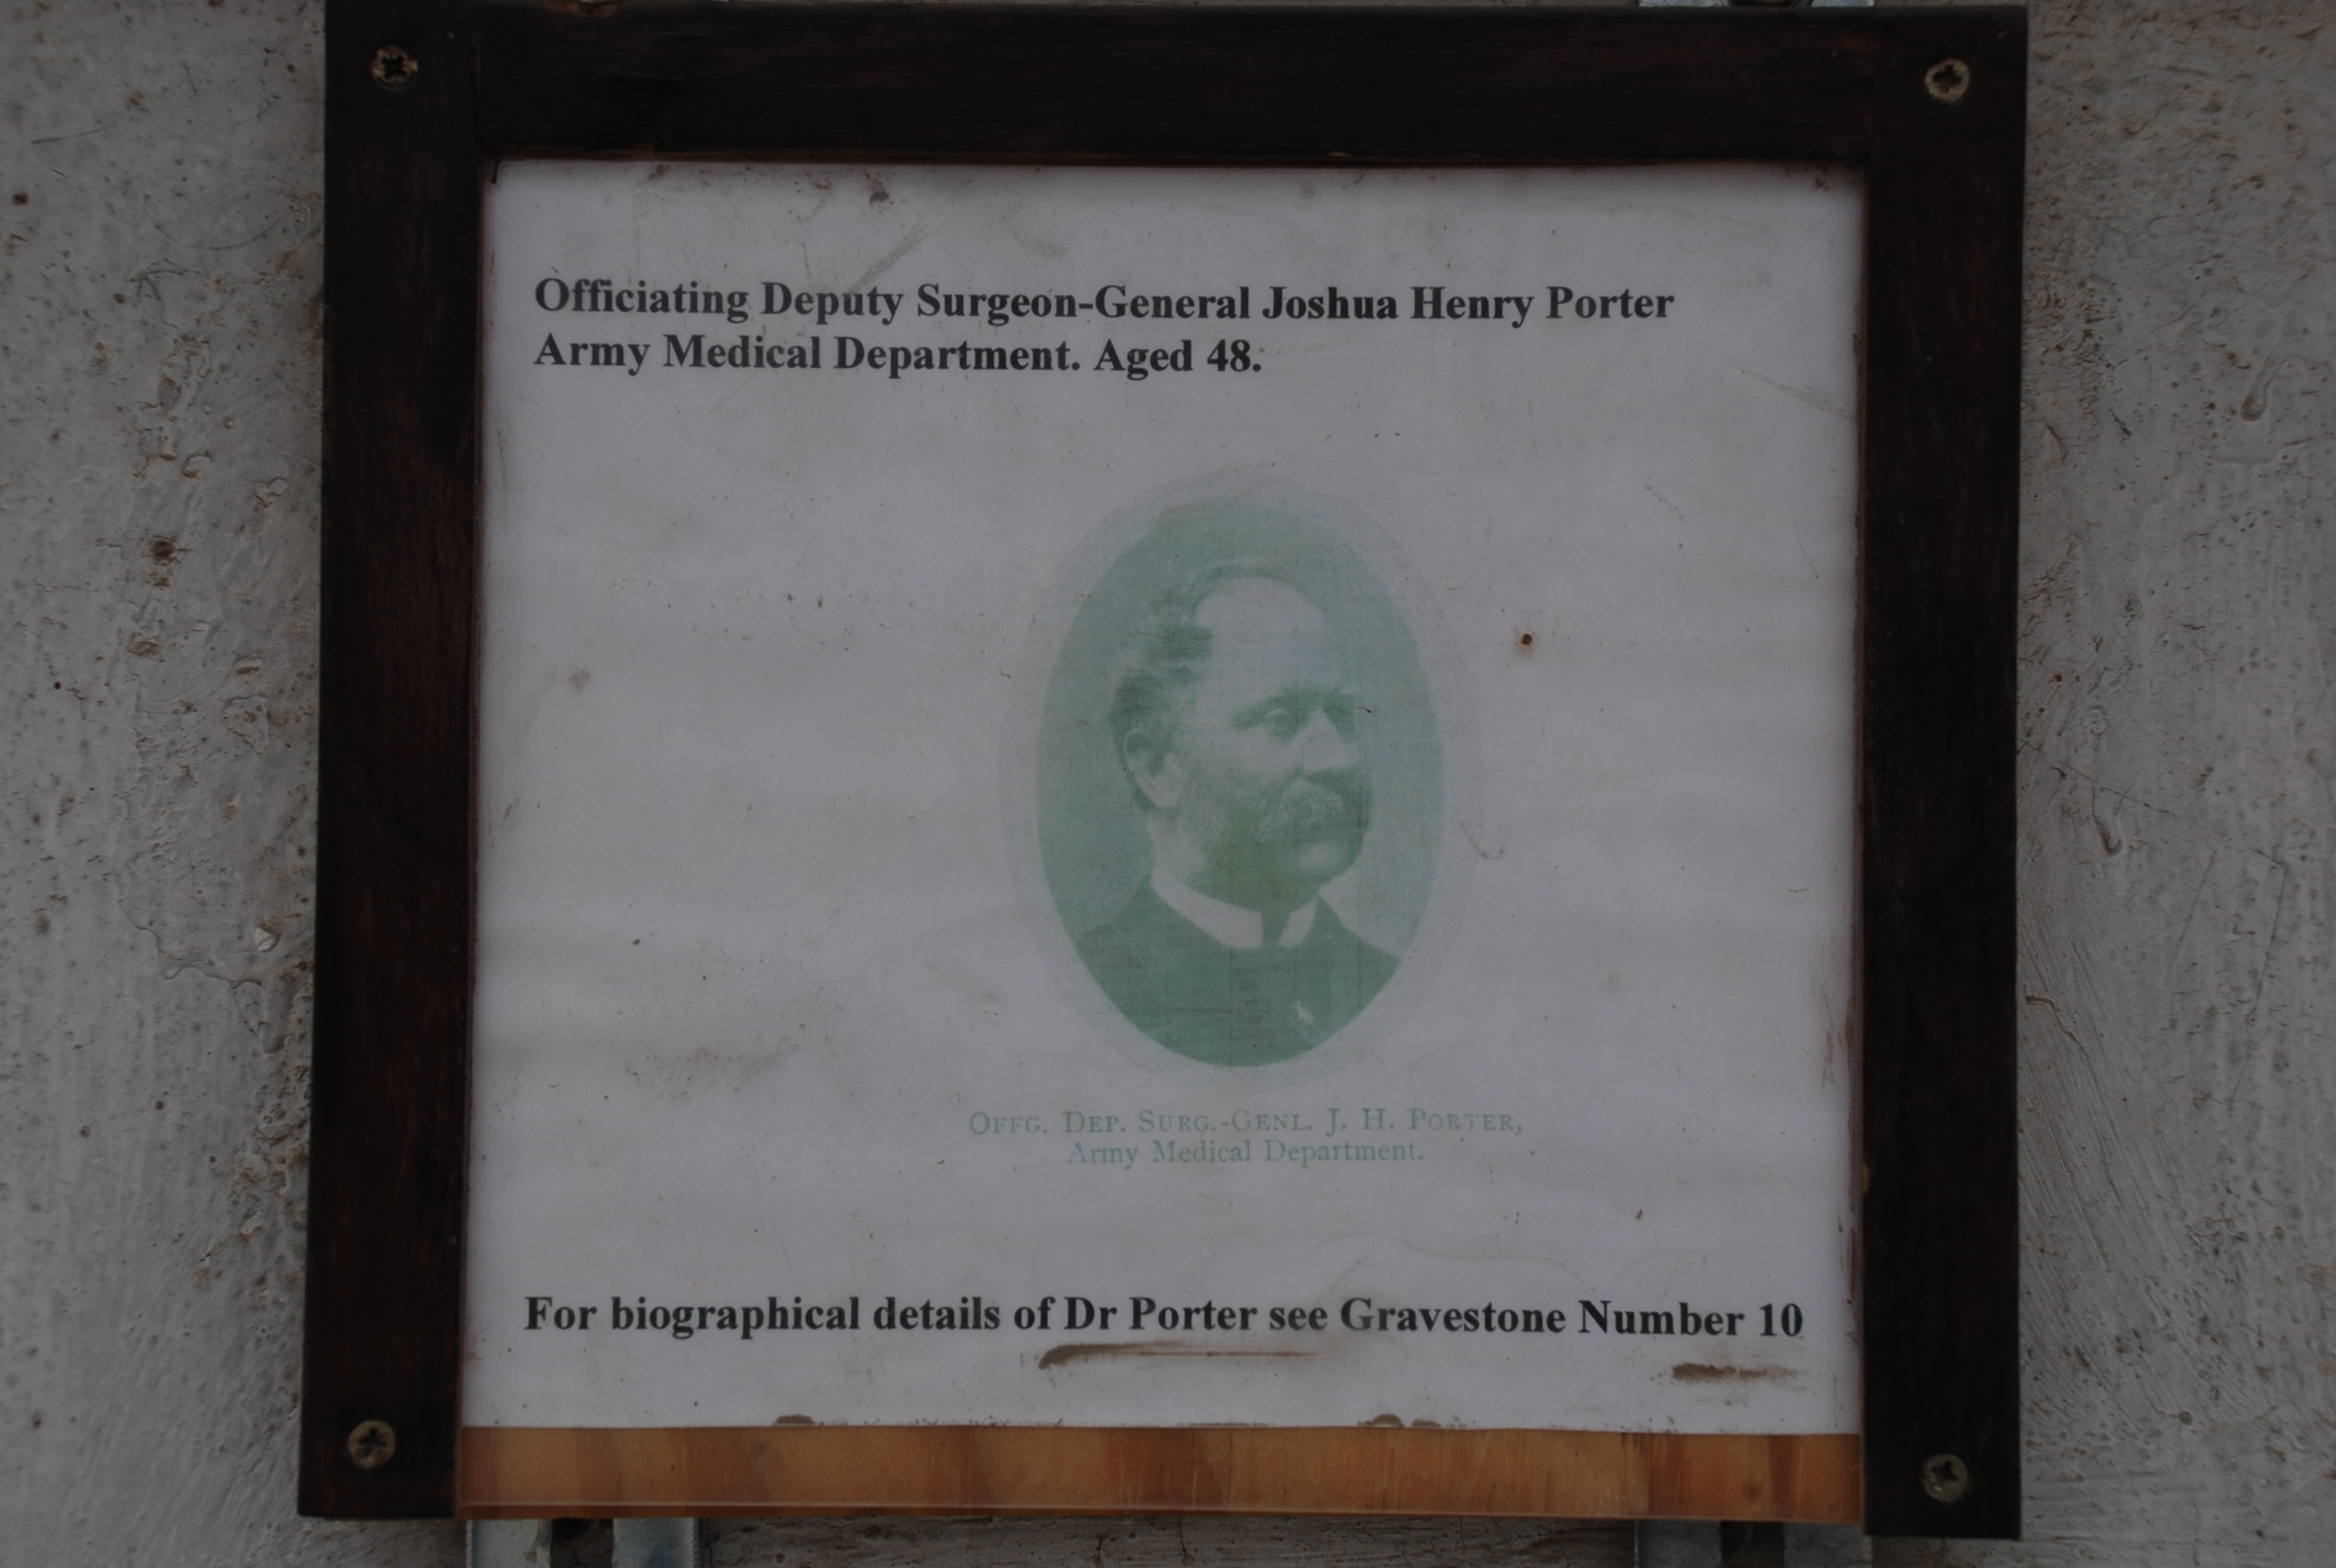 Officiating Deputy Surgeon-General Joshua Henry Porter
Army Medical Department. Aged 48.
OFFG. DEP. SURG.-GENL. J. H. PORTER,
Army Medical Department.
For biographical details of Dr Porter see Gravestone Number 10